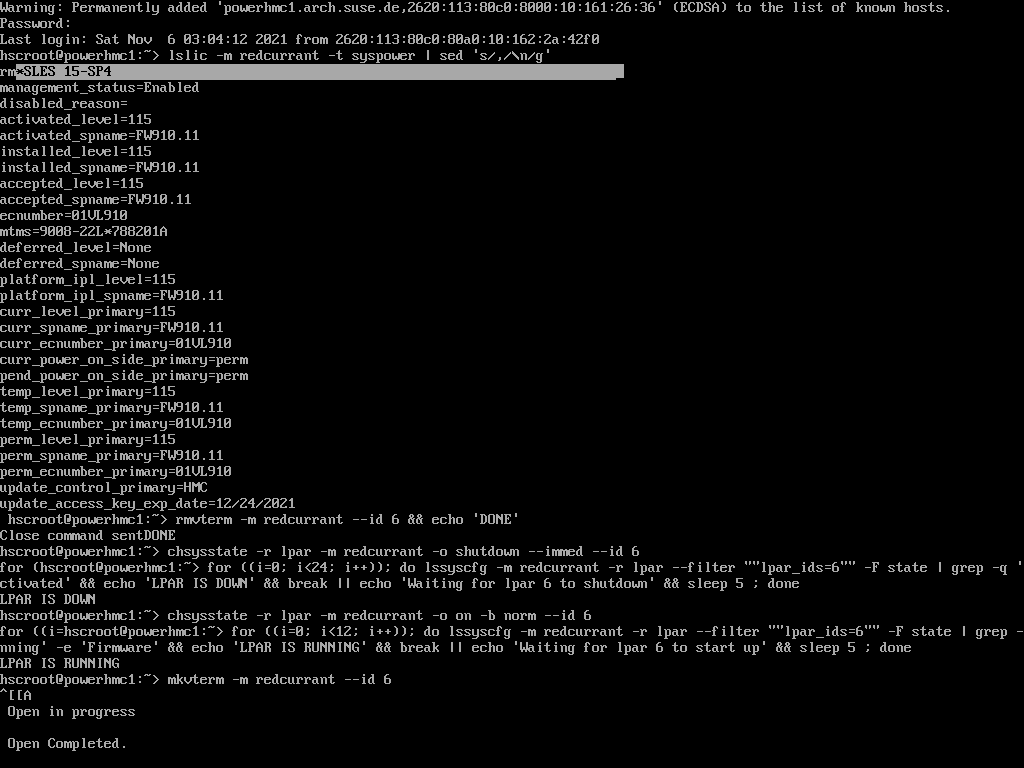 Warning: Permanently added 'powerhmc1.arch.suse.de,2620:113:80c0:8000:10:161:26:36' (ECDSA) to the list of known hosts.
Password:
Last login: Sat Nov  6 03:04:12 2021 from 2620:113:80c0:80a0:10:162:2a:42f0
hscroot@powerhmc1:~> lslic -m redcurrant -t syspower | sed 's/,/\n/g'
rm*SLES 15-SP4
management_status=Enabled
disabled_reason=
activated_level=115
activated_spname=FW910.11
installed_level=115
installed_spname=FW910.11
accepted_level=115
accepted_spname=FW910.11
ecnumber=01VL910
mtms=9008-22L*788201A
deferred_level=None
deferred_spname=None
platform_ipl_level=115
platform_ipl_spname=FW910.11
curr_level_primary=115
curr_spname_primary=FW910.11
curr_ecnumber_primary=01VL910
curr_power_on_side_primary=perm
pend_power_on_side_primary=perm
temp_level_primary=115
temp_spname_primary=FW910.11
temp_ecnumber_primary=01VL910
perm_level_primary=115
perm_spname_primary=FW910.11
perm_ecnumber_primary=01VL910
update_control_primary=HMC
update_access_key_exp_date=12/24/2021
 hscroot@powerhmc1:~> rmvterm -m redcurrant --id 6 && echo 'DONE'
Close command sentDONE
hscroot@powerhmc1:~> chsysstate -r lpar -m redcurrant -o shutdown --immed --id 6
for (hscroot@powerhmc1:~> for ((i=0; i<24; i++)); do lssyscfg -m redcurrant -r lpar --filter ""lpar_ids=6"" -F state | grep -q '
ctivated' && echo 'LPAR IS DOWN' && break || echo 'Waiting for lpar 6 to shutdown' && sleep 5 ; done
LPAR IS DOWN
hscroot@powerhmc1:~> chsysstate -r lpar -m redcurrant -o on -b norm --id 6
for ((i=hscroot@powerhmc1:~> for ((i=0; i<12; i++)); do lssyscfg -m redcurrant -r lpar --filter ""lpar_ids=6"" -F state | grep -
nning' -e 'Firmware' && echo 'LPAR IS RUNNING' && break || echo 'Waiting for lpar 6 to start up' && sleep 5 ; done
LPAR IS RUNNING
hscroot@powerhmc1:~> mkvterm -m redcurrant --id 6
^[[A
 Open in progress
 Open Completed.